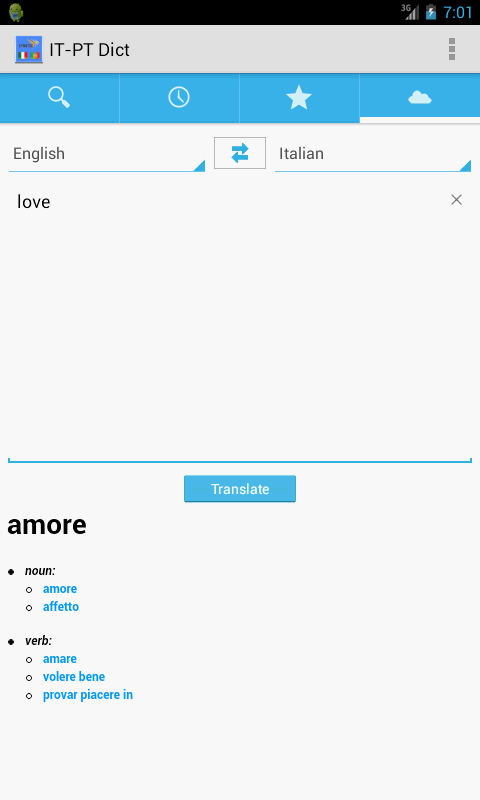 3G 7:01
IT-PT Dict
English Italian
love
Translate
amore
noun:
amore
affetto
verb:
amare
volere bene
provar piacere in